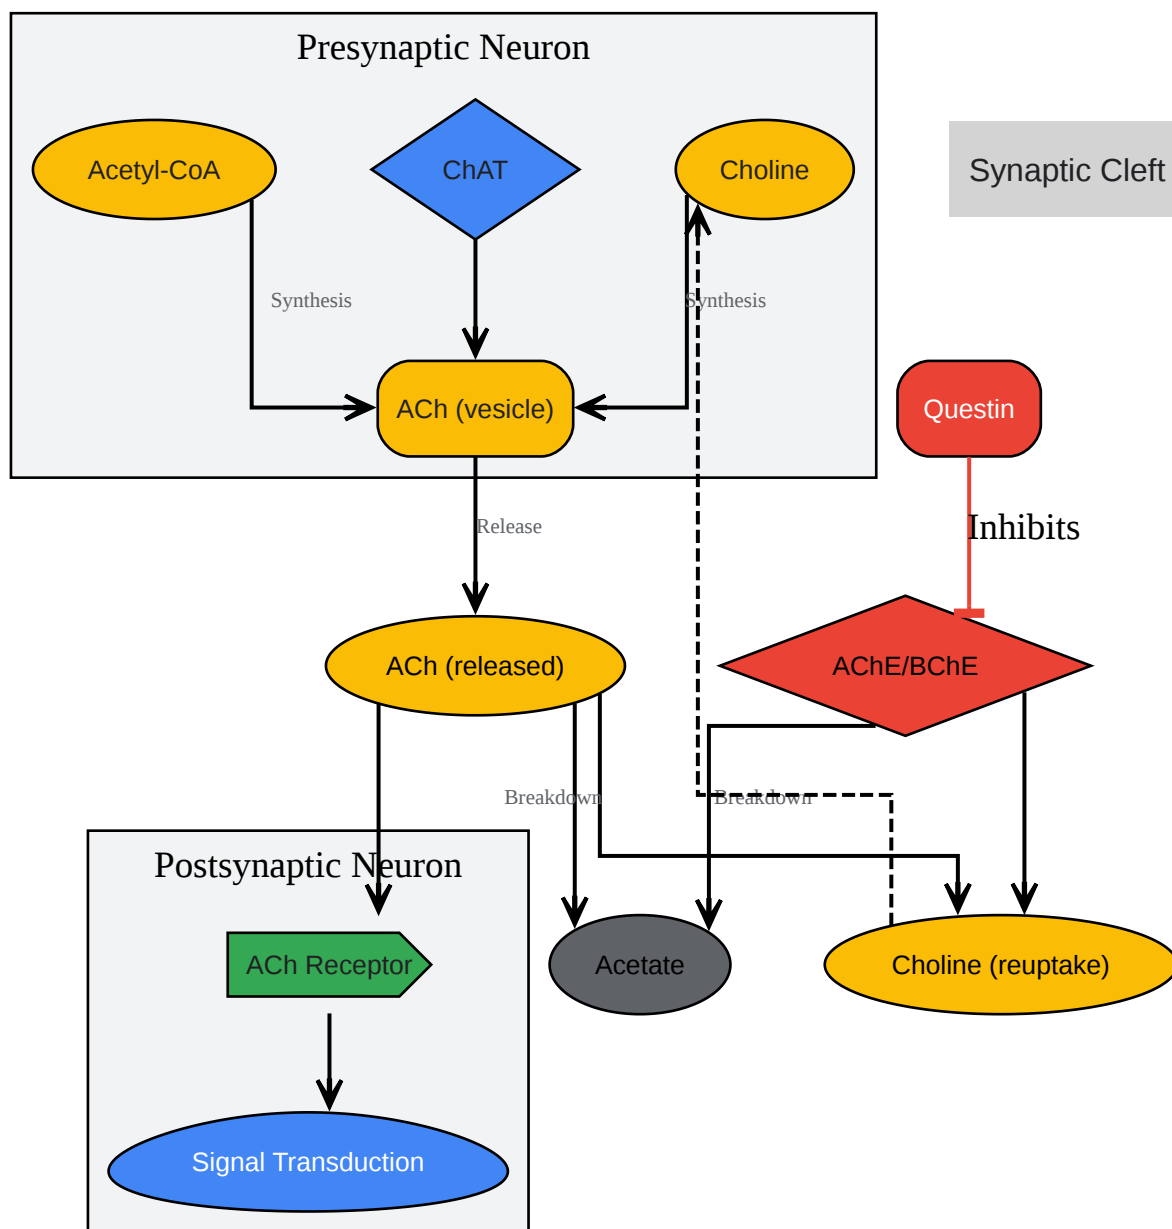 Presynaptic Neuron
Acetyl-CoA
ChAT
Choline
Synaptic Cleft
Synthesis
Synthesis
ACh (vesicle)
Questin
Release
Inhibits
ACh (released)
AChE/BChE
Breakdown
Breakdown
Postsynaptic Neuron
ACh Receptor
Acetate
Choline (reuptake)
Signal Transduction